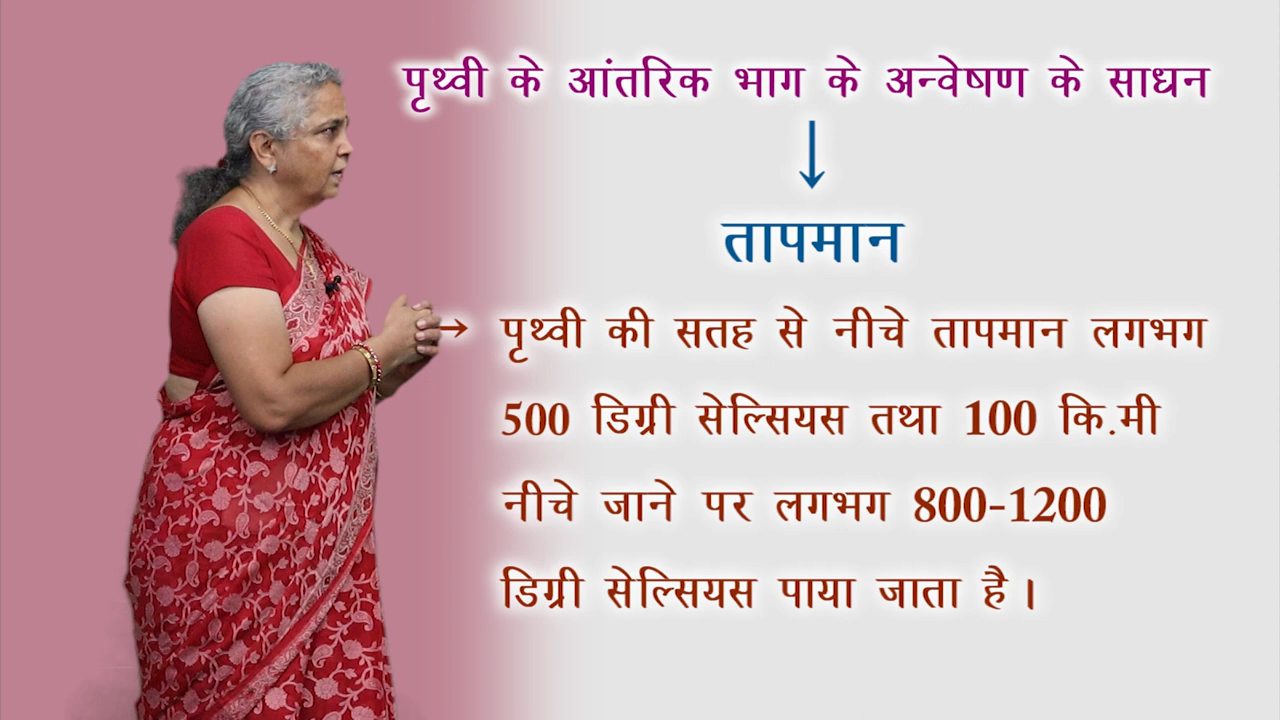 पृथ्वी के आंतरिक भाग के अन्वेषण के साधन
तापमान
पृथ्वी की सतह से नीचे तापमान लगभग
500 डिग्री सेल्सियस तथा 100 कि.मी
नीचे जाने पर लगभग 800-1200
डिग्री सेल्सियस पाया जाता है।